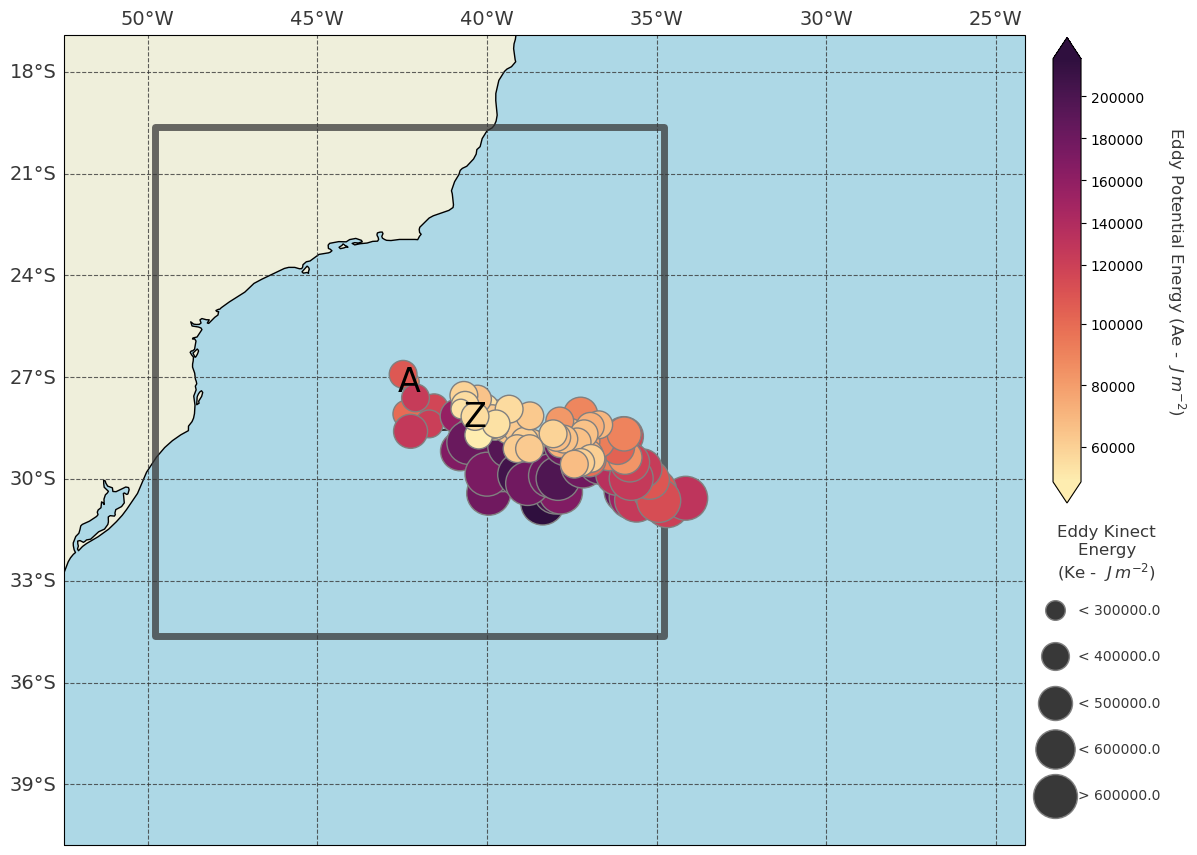 50°W 45°W 40°W 35°W 30°W 25°W
18°S
21°S
24°S
27°S
30°S
33°S
36°S
39°S
A
Z
200000
180000
160000
140000
120000
100000
80000
60000
Eddy Potential Energy (Ae - J m⁻²)
Eddy Kinect
Energy
(Ke - J m⁻²)
< 300000.0
< 400000.0
< 500000.0
< 600000.0
> 600000.0